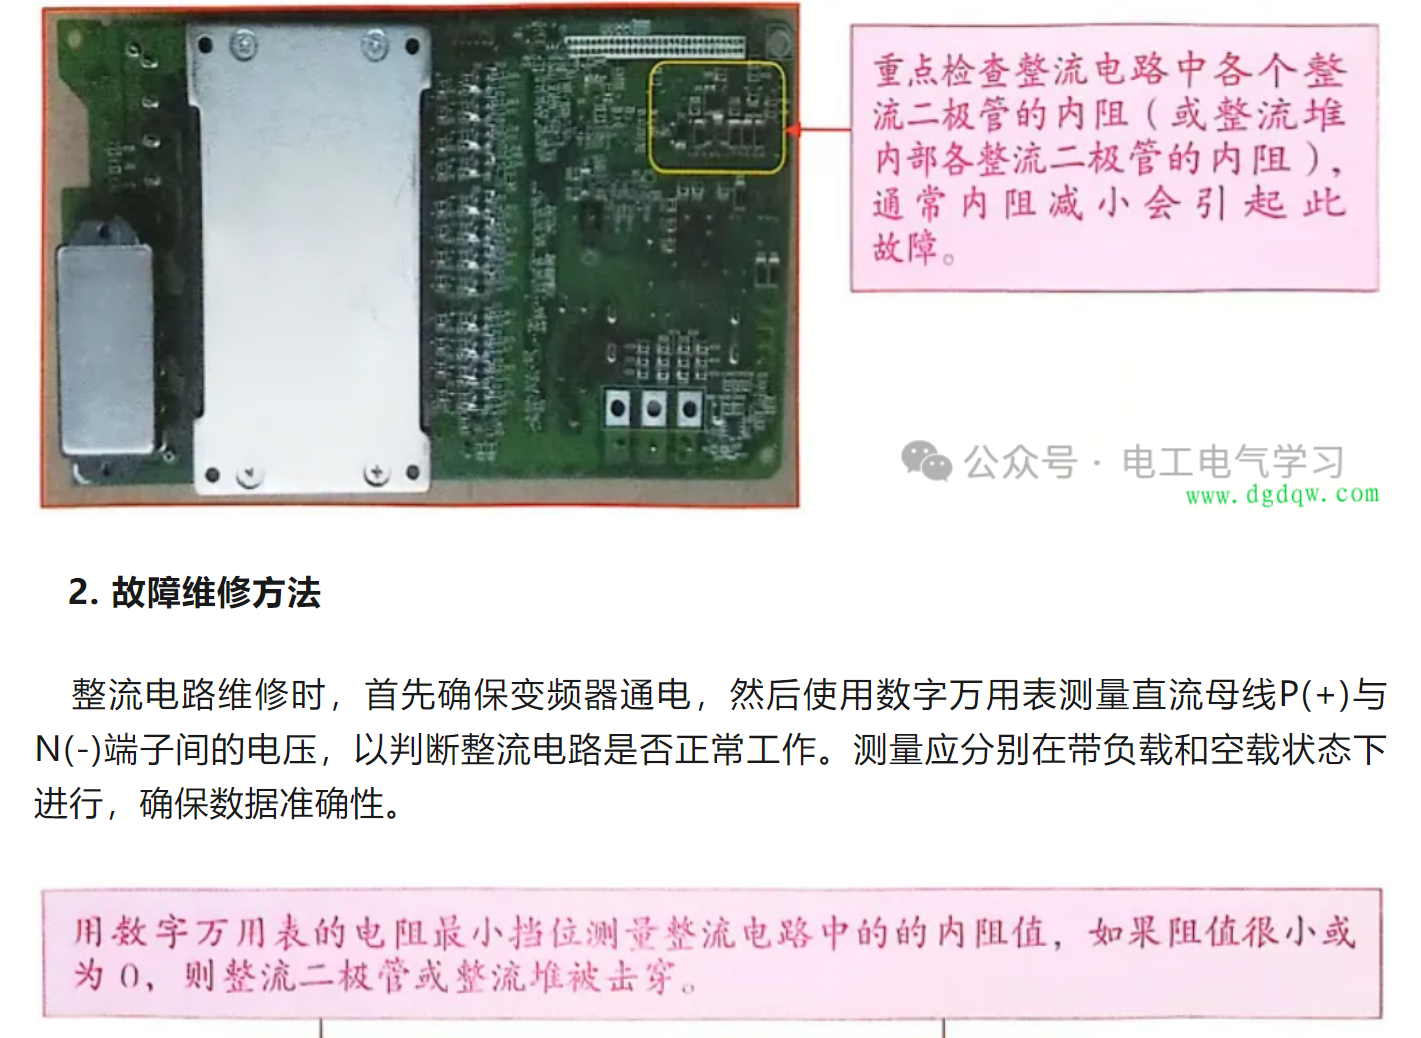 重点检查整流电路中各个整
流二极管的内阻（或整流堆
内部各整流二极管的内阻），
通常内阻减小会引起此
故障。
公众号 · 电工电气学习
www.dgdqw.com
2. 故障维修方法
整流电路维修时，首先确保变频器通电，然后使用数字万用表测量直流母线P(+)与
N(-)端子间的电压，以判断整流电路是否正常工作。测量应分别在带负载和空载状态下
进行，确保数据准确性。
用数字万用表的电阻最小挡位测量整流电路中的的内阻值，如果阻值很小或
为 0，则整流二极管或整流堆被击穿。